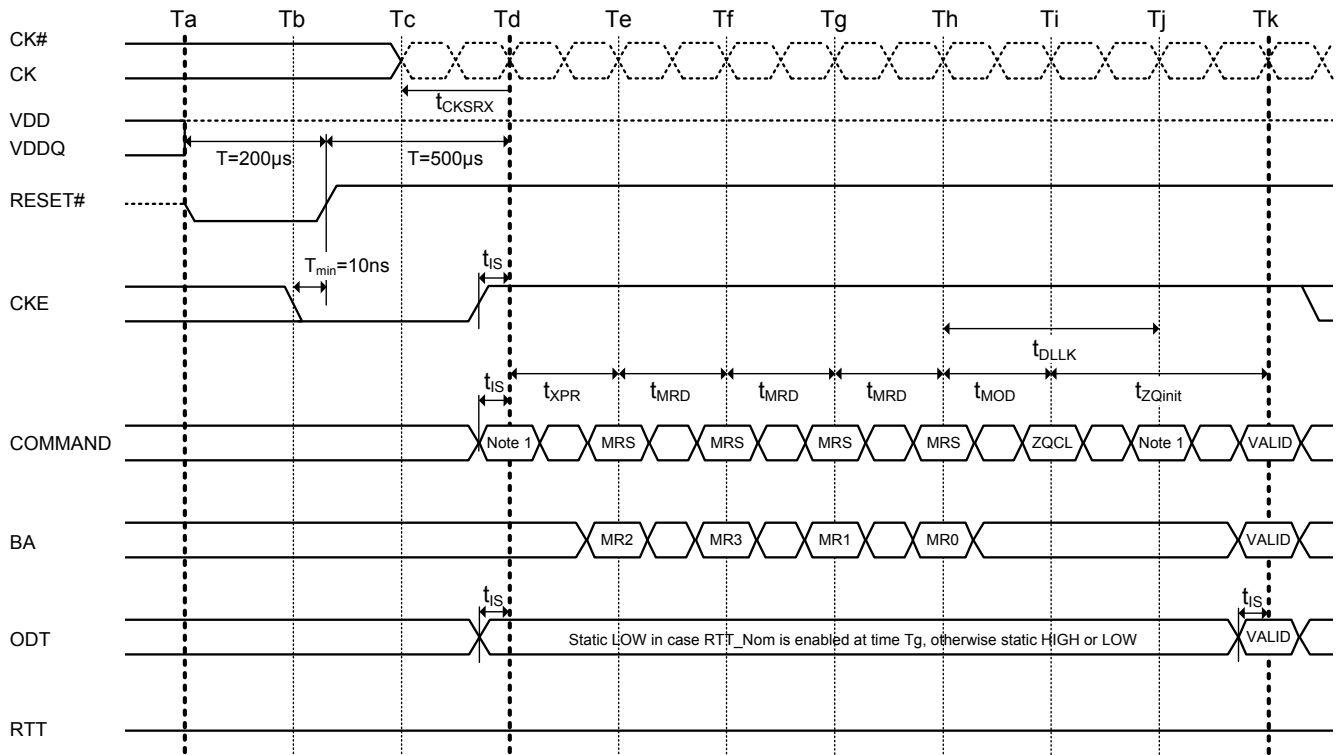 Ta Tb Tc Td Te Tf Tg Th Ti Tj Tk
CK#
CK
tCKSRX
VDD
VDDQ
T=200µs T=500µs
RESET#
Tmin=10ns tIS
CKE
tDLLK
tIS tXPR tMRD tMRD tMRD tMOD tZQinit
COMMAND Note 1 MRS MRS MRS MRS ZQCL Note 1 VALID
BA MR2 MR3 MR1 MR0 VALID
tIS tIS
ODT Static LOW in case RTT_Nom is enabled at time Tg, otherwise static HIGH or LOW VALID
RTT